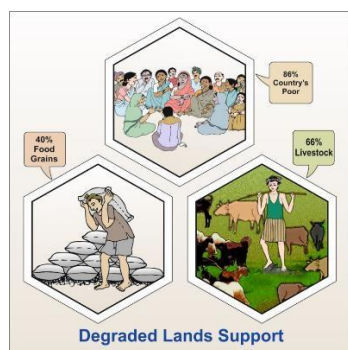 86%
Country's
Poor
40%
Food
Grains
66%
Livestock
Degraded Lands Support